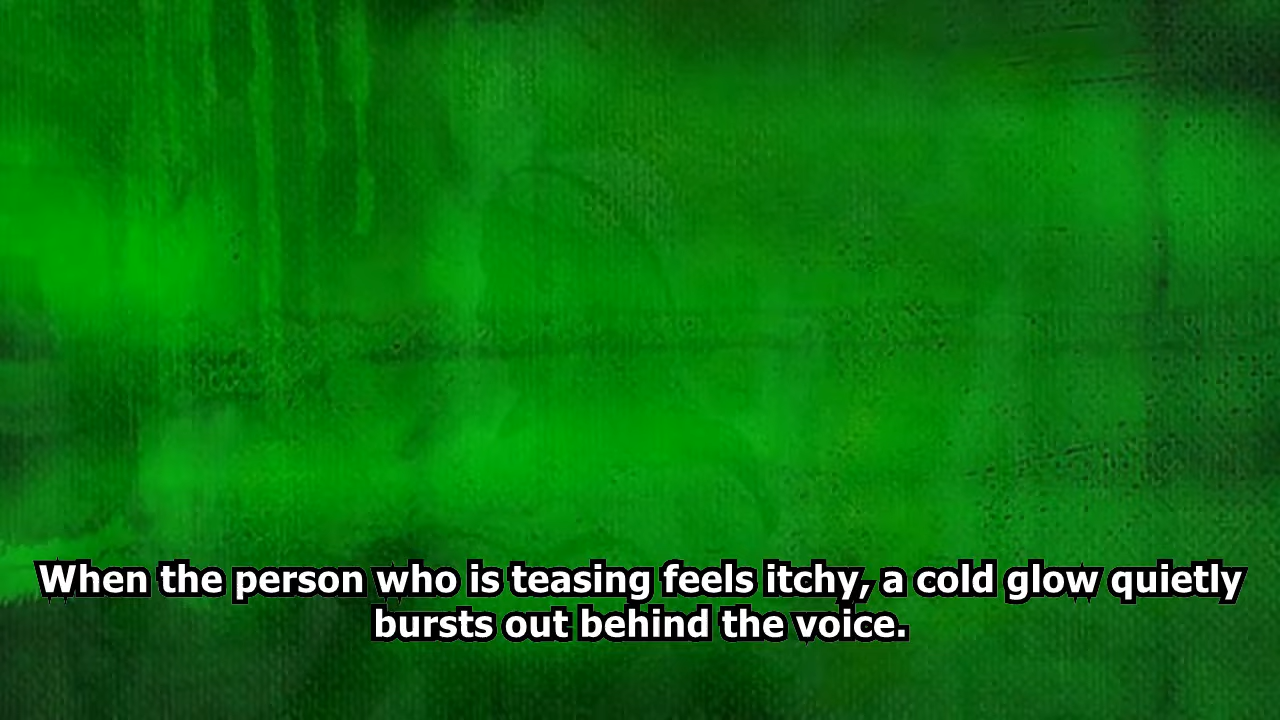 When the person who is teasing feels itchy, a cold glow quietly
bursts out behind the voice.